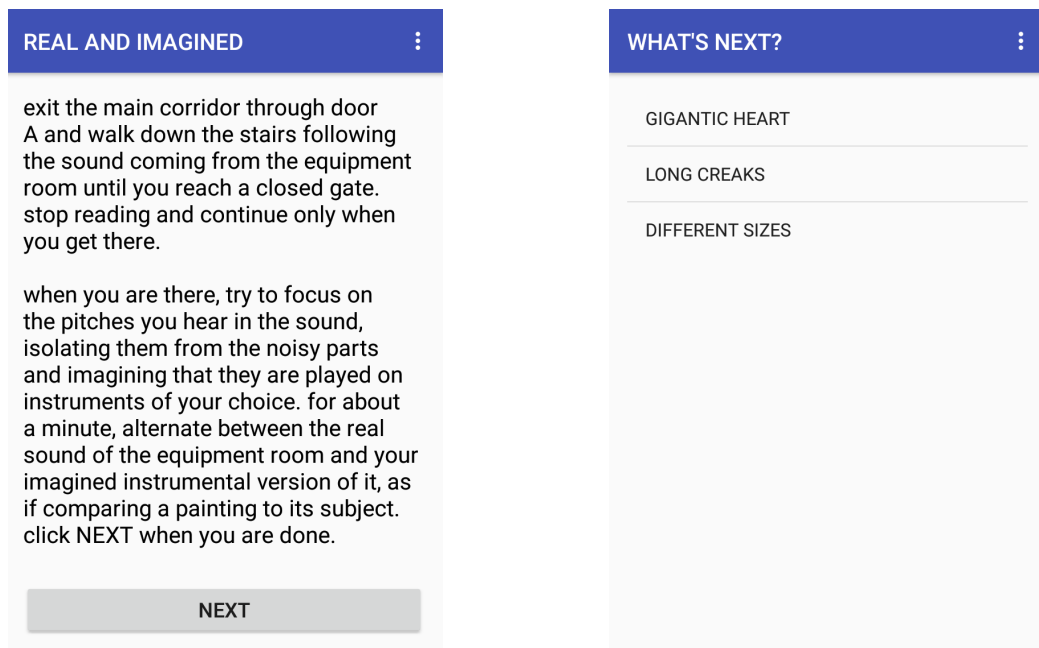 REAL AND IMAGINED
exit the main corridor through door
A and walk down the stairs following
the sound coming from the equipment
room until you reach a closed gate.
stop reading and continue only when
you get there.
when you are there, try to focus on
the pitches you hear in the sound,
isolating them from the noisy parts
and imagining that they are played on
instruments of your choice. for about
a minute, alternate between the real
sound of the equipment room and your
imagined instrumental version of it, as
if comparing a painting to its subject.
click NEXT when you are done.
NEXT
WHAT'S NEXT?
GIGANTIC HEART
LONG CREAKS
DIFFERENT SIZES